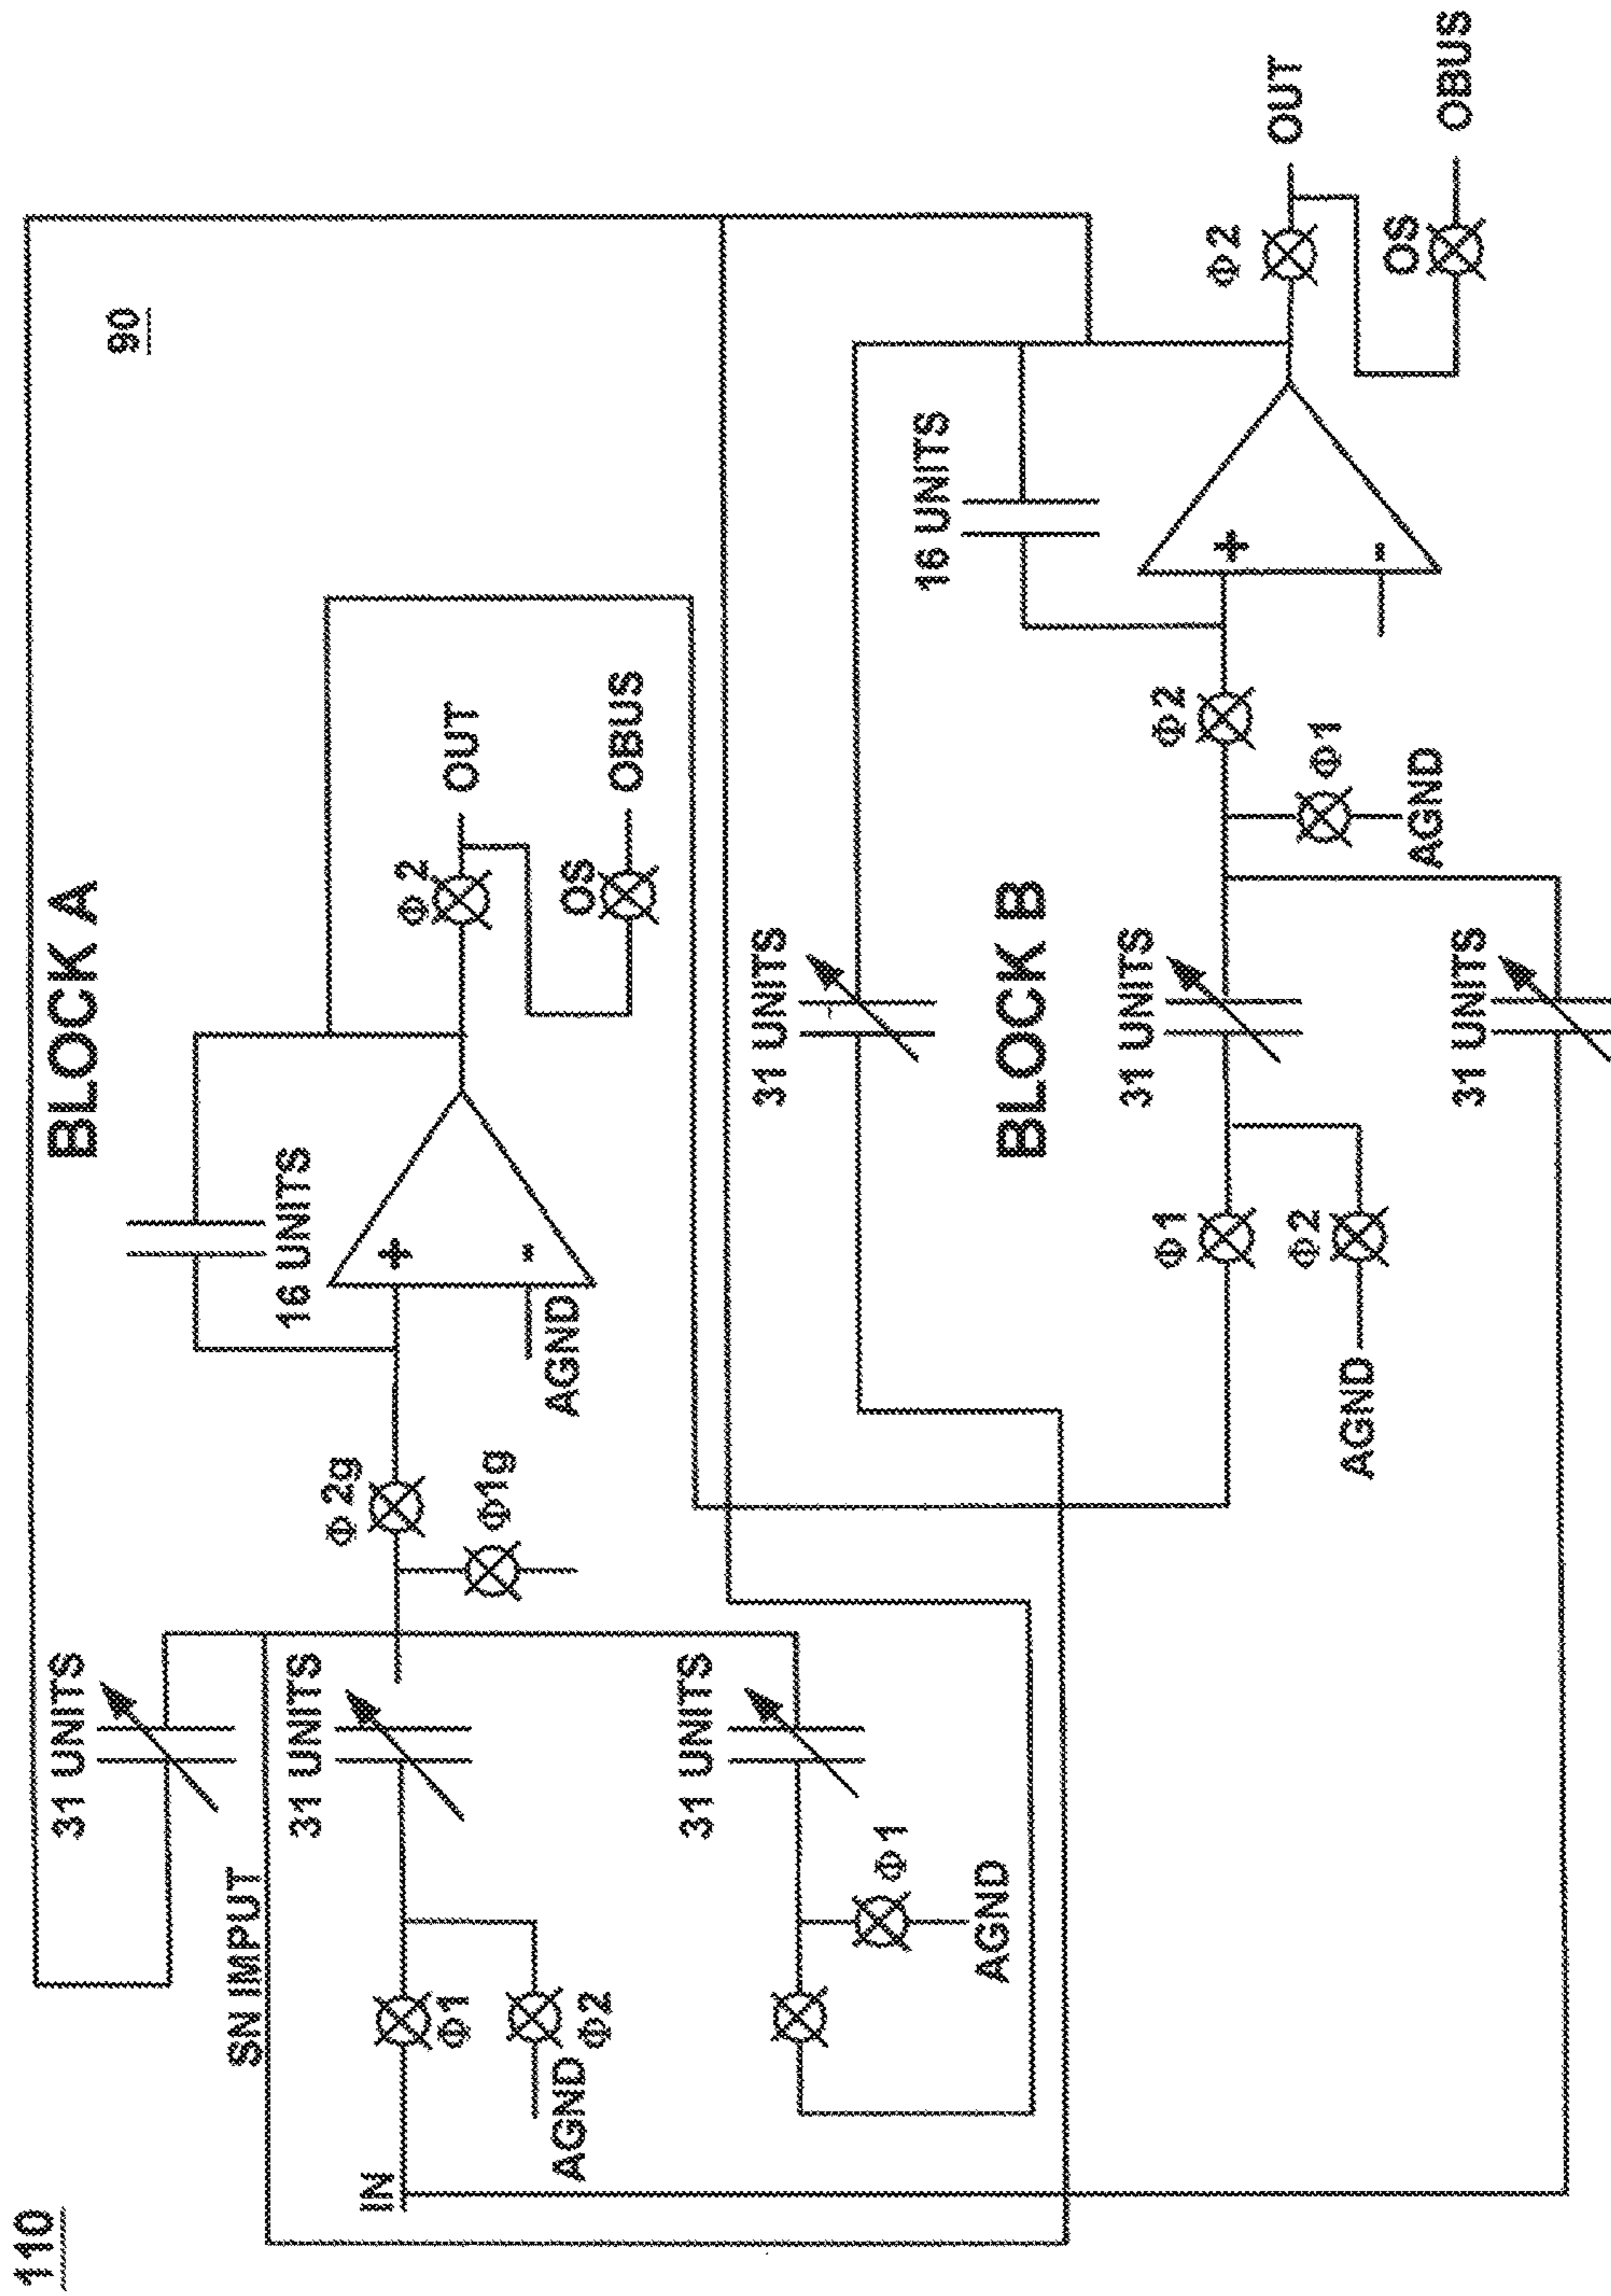 110
90
BLOCK A
31 UNITS
SN IMPUT
31 UNITS
16 UNITS
Φ 2g
Φ1g
+
-
AGND
Φ 2
OUT
OS
OBUS
IN
Φ1
AGND
Φ2
31 UNITS
Φ1
AGND
31 UNITS
BLOCK B
16 UNITS
31 UNITS
Φ1
Φ2
AGND
Φ2
Φ1
AGND
+
-
Φ2
OUT
OS
OBUS
31 UNITS